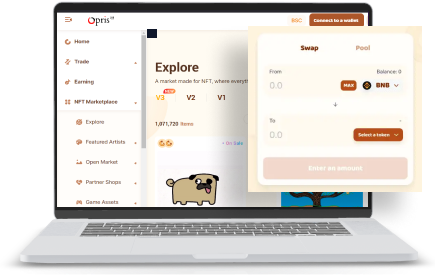 Opris
BSC
Connect to a wallet
Home
Trade
Earning
NFT Marketplace
Explore
Featured Artists
Open Market
Partner Shops
Game Assets
Explore
A market made for NFT, where everyth
V3
V2
V1
1,071,720 Items
On Sale
Swap
Pool
From
Balance: 0
0.0
MAX
BNB
To
-
0.0
Select a token
Enter an amount